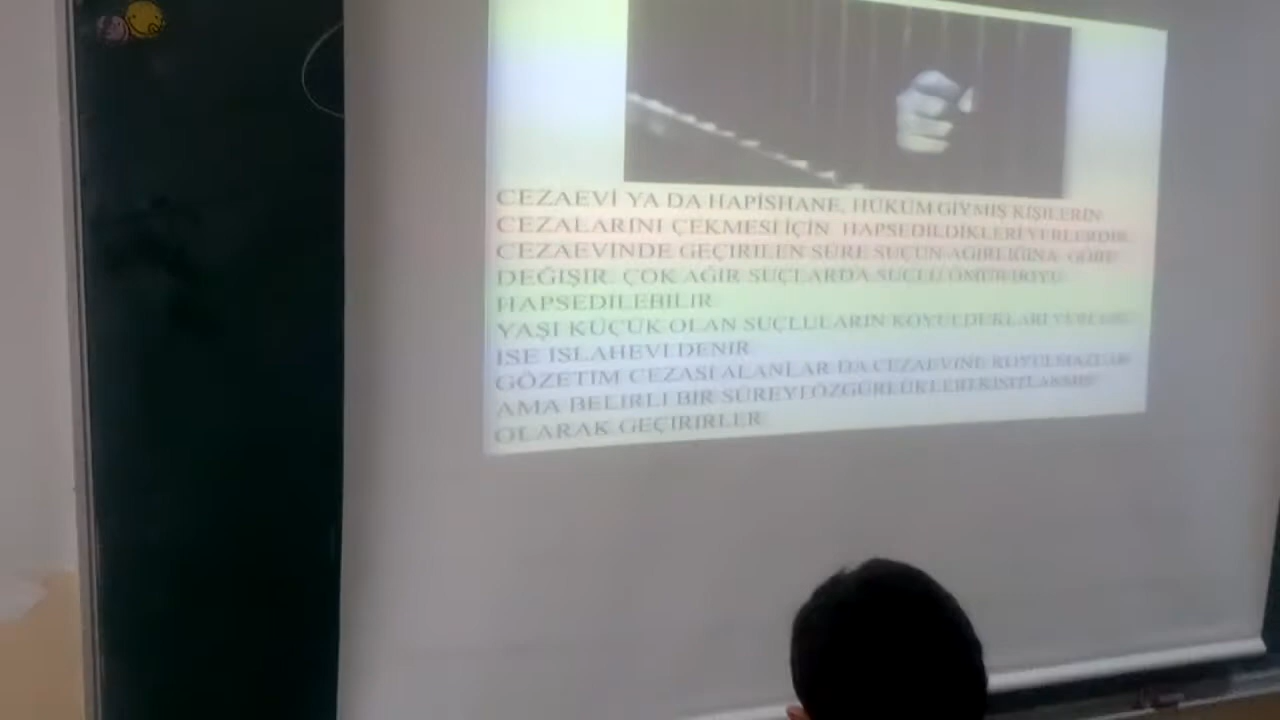 CEZAEVİ YA DA HAPİSHANE, HÜKÜM GİYMİŞ KİŞİLERİN
CEZALARINI ÇEKMESİ İÇİN HAPSEDİLDİKLERİ YERLERDİR.
CEZAEVİNDE GEÇİRİLEN SÜRE SUÇUN AĞIRLIĞINA GÖRE
DEĞİŞİR. ÇOK AĞIR SUÇLARDA SUÇLU ÖMÜR BOYU
HAPSEDİLEBİLİR
YAŞI KÜÇÜK OLAN SUÇLULARIN KOYULDUKLARI
İSE ISLAHEVİ DENİR
GÖZETİM CEZASI ALANLAR DA CEZAEVİNE KOYULMAZLAR
AMA BELİRLİ BİR SÜREYİ ÖZGÜRLÜKLERİ
OLARAK GEÇİRİRLER